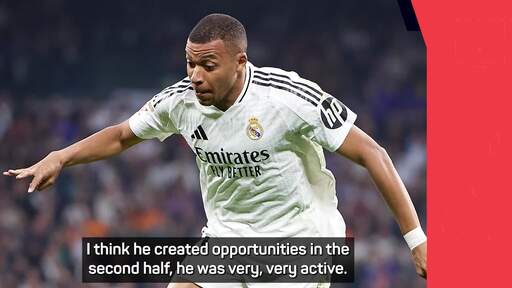 hp
Emirates
FLY BETTER
I think he created opportunities in the
second half, he was very, very active.